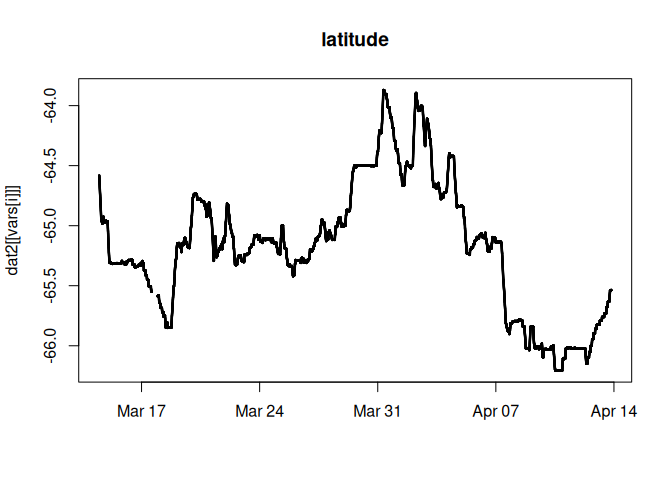 latitude
dat2[[vars[i]]]
-64.0
-64.5
-65.0
-65.5
-66.0
Mar 17
Mar 24
Mar 31
Apr 07
Apr 14